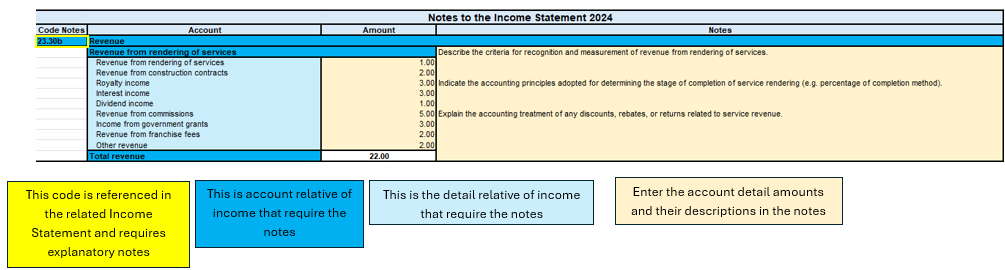 Notes to the Income Statement 2024
Code Notes Account Amount Notes
23.30b Revenue
Revenue from rendering of services Describe the criteria for recognition and measurement of revenue from rendering of services.
Revenue from rendering of services 1.00
Revenue from construction contracts 2.00
Royalty income 3.00 Indicate the accounting principles adopted for determining the stage of completion of service rendering (e.g. percentage of completion method).
Interest income 3.00
Dividend income 1.00
Revenue from commissions 5.00 Explain the accounting treatment of any discounts, rebates, or returns related to service revenue.
Income from government grants 3.00
Revenue from franchise fees 2.00
Other revenue 2.00
Total revenue 22.00
This code is referenced in
the related Income
Statement and requires
explanatory notes
This is account relative of
income that require the
notes
This is the detail relative of income
that require the notes
Enter the account detail amounts
and their descriptions in the notes